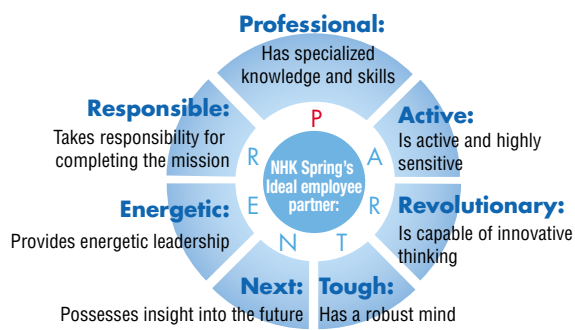 Professional:
Has specialized
knowledge and skills
Active:
Is active and highly
sensitive
Revolutionary:
Is capable of innovative
thinking
Tough:
Has a robust mind
Next:
Possesses insight into the future
Energetic:
Provides energetic leadership
Responsible:
Takes responsibility for
completing the mission
P
A
R
T
N
E
R
NHK Spring's
Ideal employee
partner: